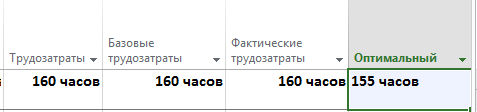 Трудозатраты
Базовые трудозатраты
Фактические трудозатраты
Оптимальный
160 часов
160 часов
160 часов
155 часов